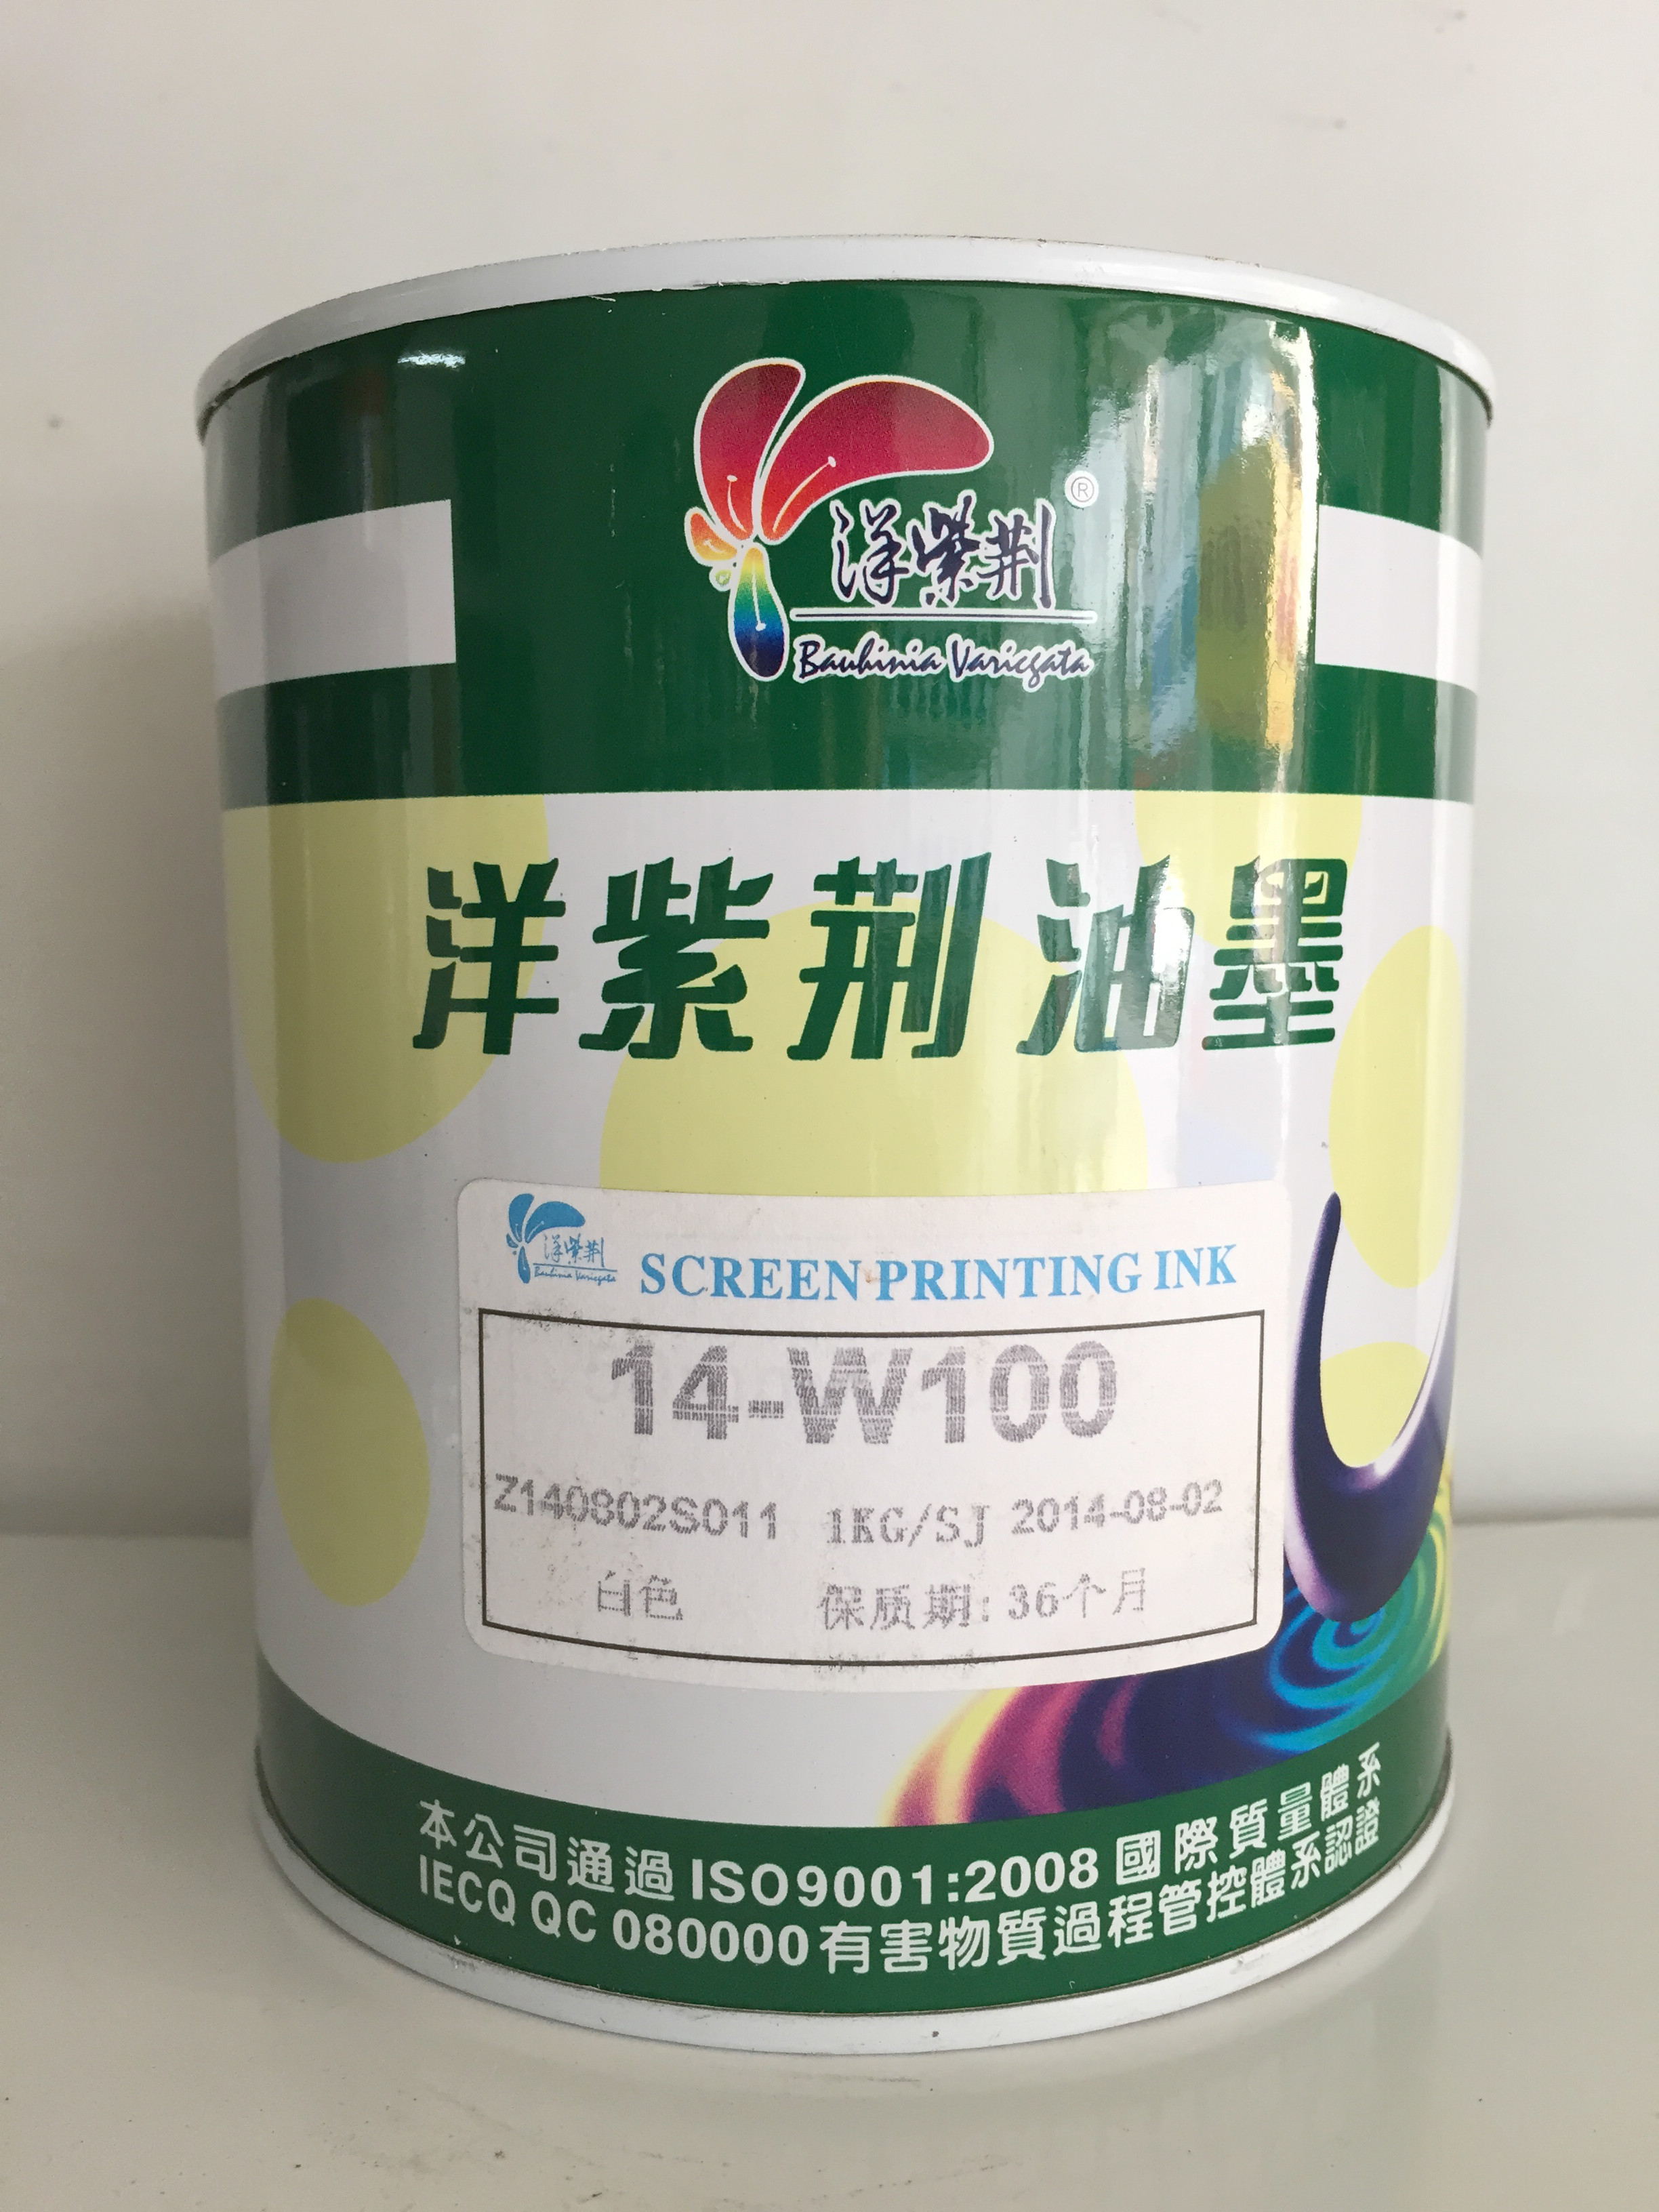 洋紫荆
®
Bauhinia Variegata
洋紫荆油墨
洋紫荆
Bauhinia Variegata
SCREEN PRINTING INK
14-W100
Z140802S011 1KG/SJ 2014-08-02
白色 保质期: 36个月
本公司通過ISO9001:2008國際質量體系
IECQ QC 080000有害物質過程管控體系認證